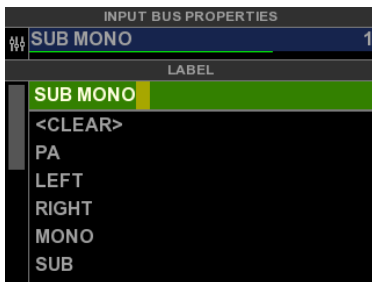 INPUT BUS PROPERTIES
SUB MONO 1
LABEL
SUB MONO
<CLEAR>
PA
LEFT
RIGHT
MONO
SUB